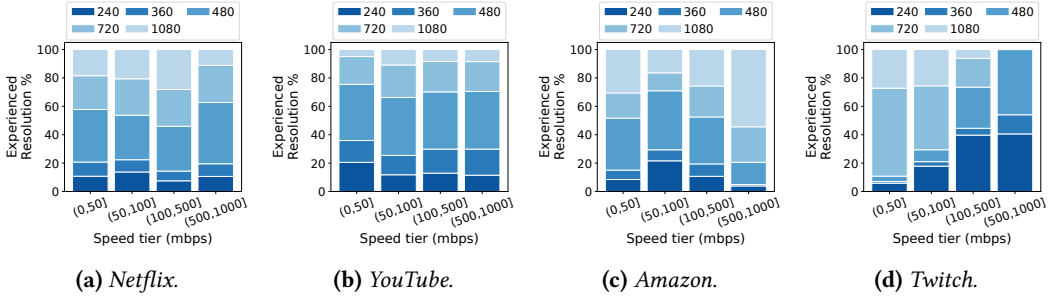 240 360 480
720 1080
Experienced
Resolution %
100
80
60
40
20
0
(0,50] (50,100] (100,500] (500,1000]
Speed tier (mbps)
(a) Netflix.
240 360 480
720 1080
Experienced
Resolution %
100
80
60
40
20
0
(0,50] (50,100] (100,500] (500,1000]
Speed tier (mbps)
(b) YouTube.
240 360 480
720 1080
Experienced
Resolution %
100
80
60
40
20
0
(0,50] (50,100] (100,500] (500,1000]
Speed tier (mbps)
(c) Amazon.
240 360 480
720 1080
Experienced
Resolution %
100
80
60
40
20
0
(0,50] (50,100] (100,500] (500,1000]
Speed tier (mbps)
(d) Twitch.